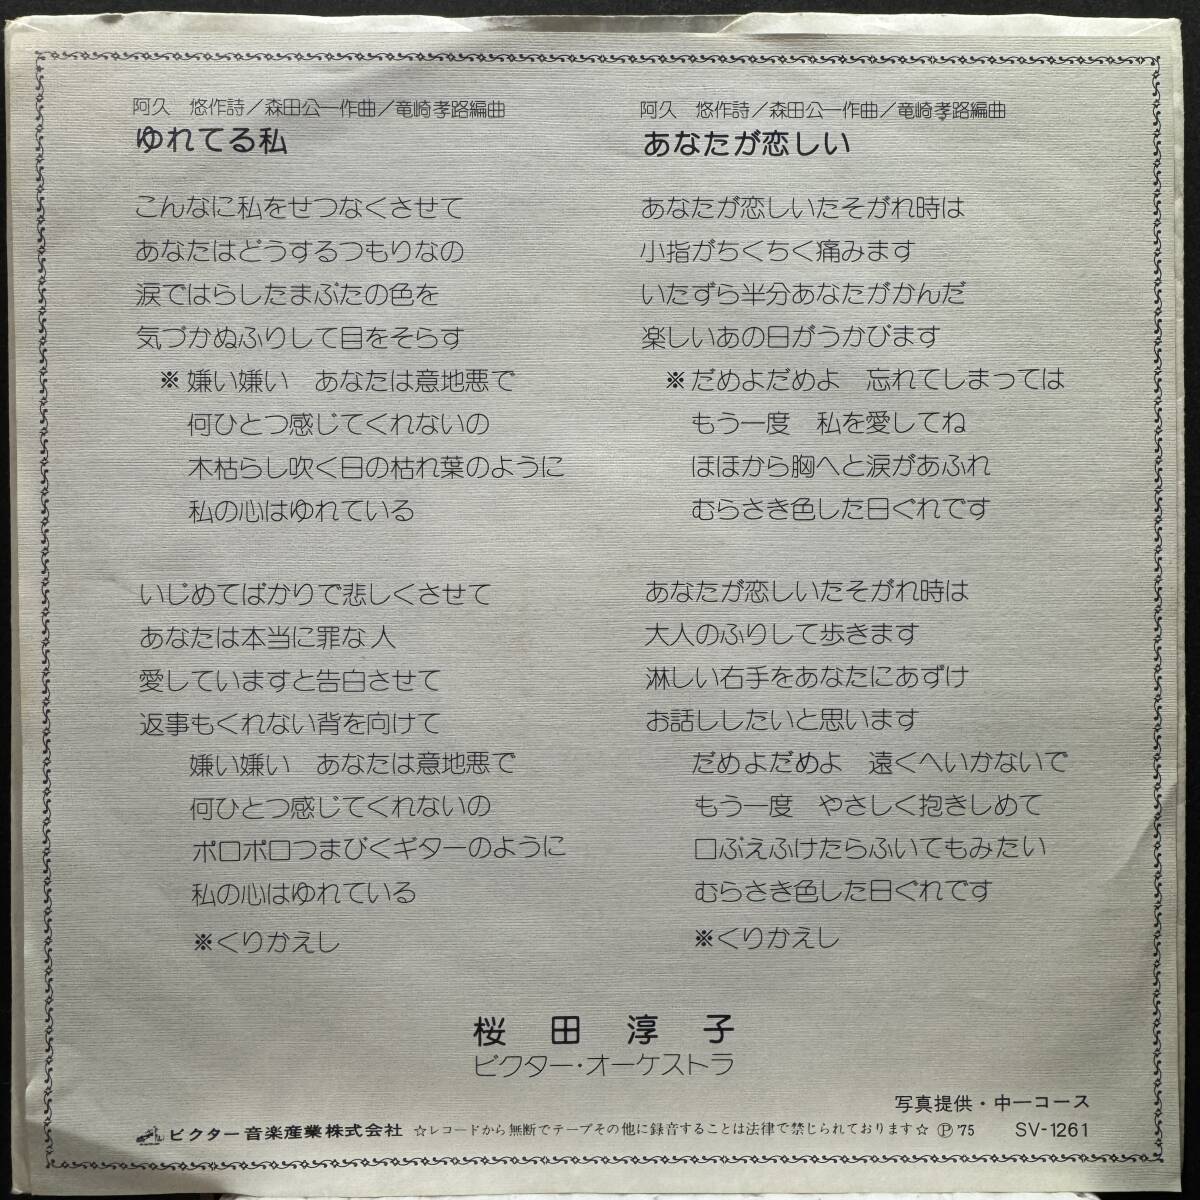 阿久　悠作詩／森田公一作曲／竜崎孝路編曲
ゆれてる私
こんなに私をせつなくさせて
あなたはどうするつもりなの
涙ではらしたまぶたの色を
気づかぬふりして目をそらす
※嫌い嫌い　あなたは意地悪で
何ひとつ感じてくれないの
木枯らし吹く日の枯れ葉のように
私の心はゆれている
いじめてばかりで悲しくさせて
あなたは本当に罪な人
愛していますと告白させて
返事もくれない背を向けて
嫌い嫌い　あなたは意地悪で
何ひとつ感じてくれないの
ポロポロつまびくギターのように
私の心はゆれている
※くりかえし
阿久　悠作詩／森田公一作曲／竜崎孝路編曲
あなたが恋しい
あなたが恋しいたそがれ時は
小指がちくちく痛みます
いたずら半分あなたがかんだ
楽しいあの日がうかびます
※だめよだめよ　忘れてしまっては
もう一度　私を愛してね
ほほから胸へと涙があふれ
むらさき色した日ぐれです
あなたが恋しいたそがれ時は
大人のふりして歩きます
淋しい右手をあなたにあずけ
お話ししたいと思います
だめよだめよ　遠くへいかないで
もう一度　やさしく抱きしめて
口ぶえふけたらふいてもみたい
むらさき色した日ぐれです
※くりかえし
桜田淳子
ビクター・オーケストラ
写真提供・中一コース
ビクター音楽産業株式会社　☆レコードから無断でテープその他に録音することは法律で禁じられております☆ Ⓟ'75　SV-1261